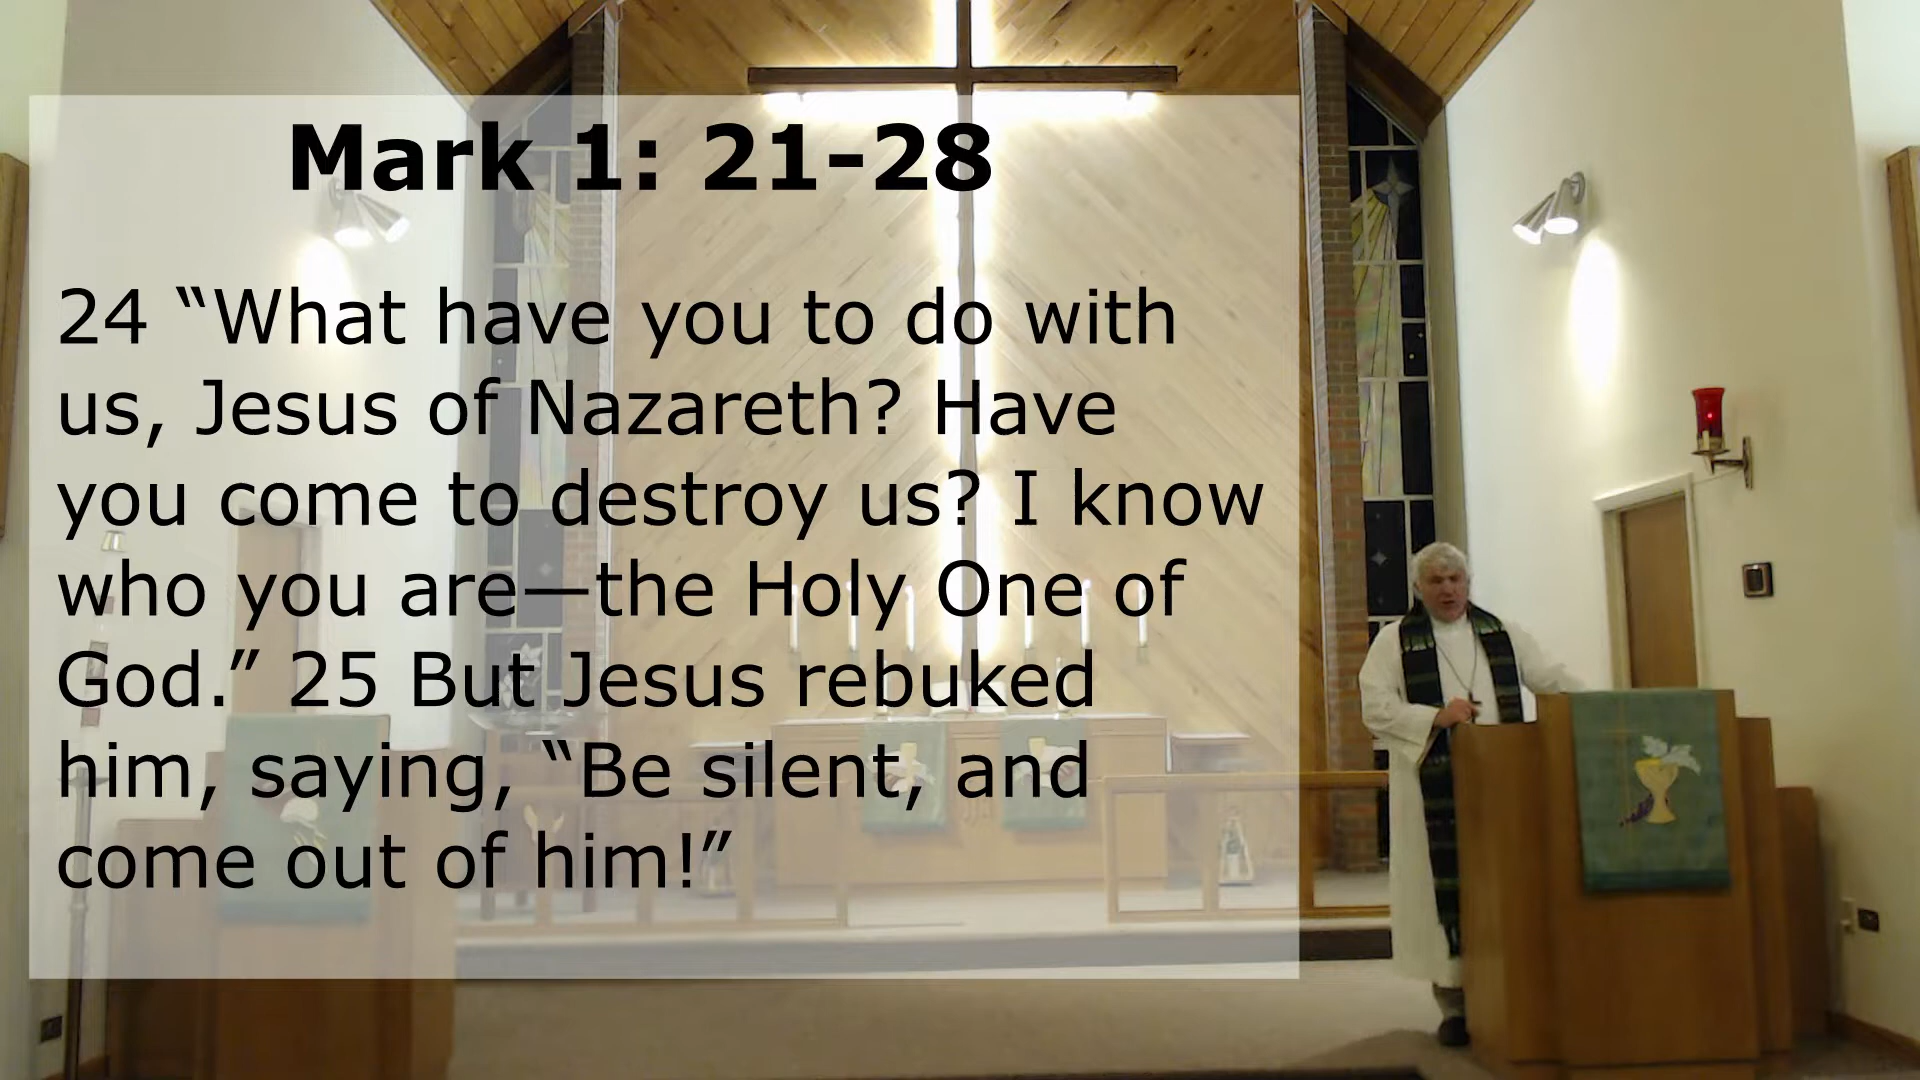 Mark 1: 21-28
24 “What have you to do with
us, Jesus of Nazareth? Have
you come to destroy us? I know
who you are—the Holy One of
God.” 25 But Jesus rebuked
him, saying, “Be silent, and
come out of him!”